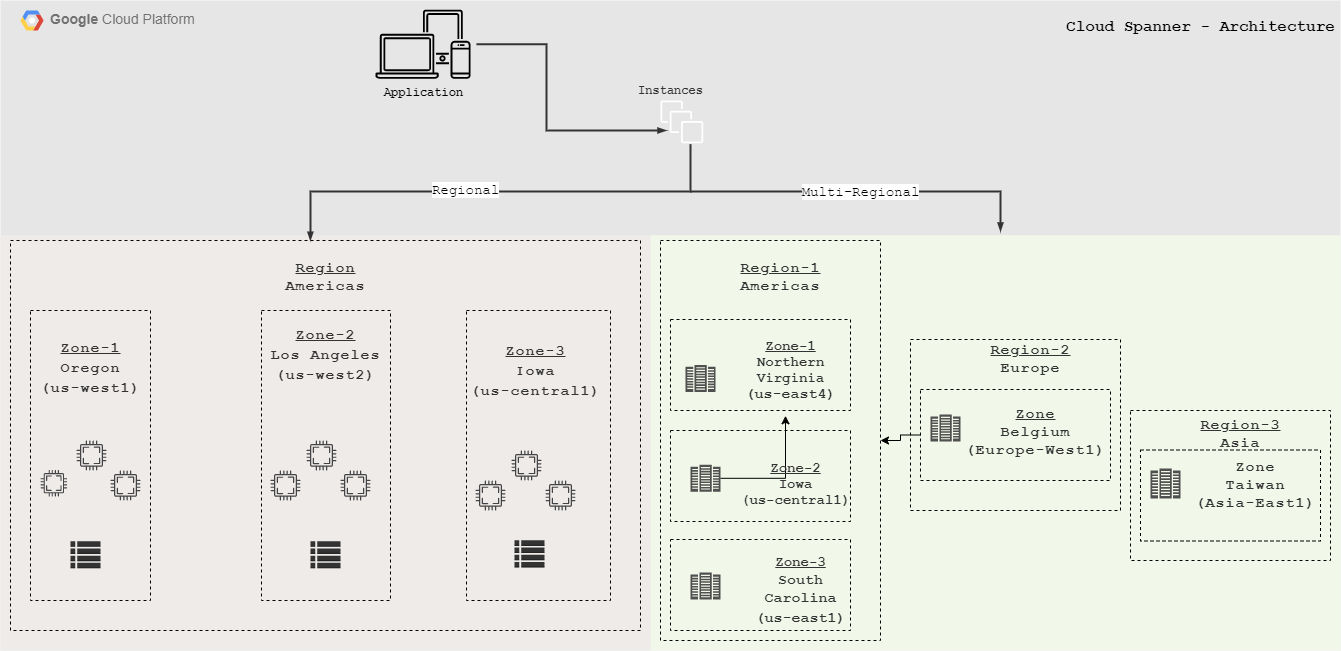 Google Cloud Platform
Cloud Spanner - Architecture
Application
Instances
Regional
Multi-Regional
Region
Americas
Zone-1
Oregon
(us-west1)
Zone-2
Los Angeles
(us-west2)
Zone-3
Iowa
(us-central1)
Region-1
Americas
Zone-1
Northern
Virginia
(us-east4)
Zone-2
Iowa
(us-central1)
Zone-3
South
Carolina
(us-east1)
Region-2
Europe
Zone
Belgium
(Europe-West1)
Region-3
Asia
Zone
Taiwan
(Asia-East1)